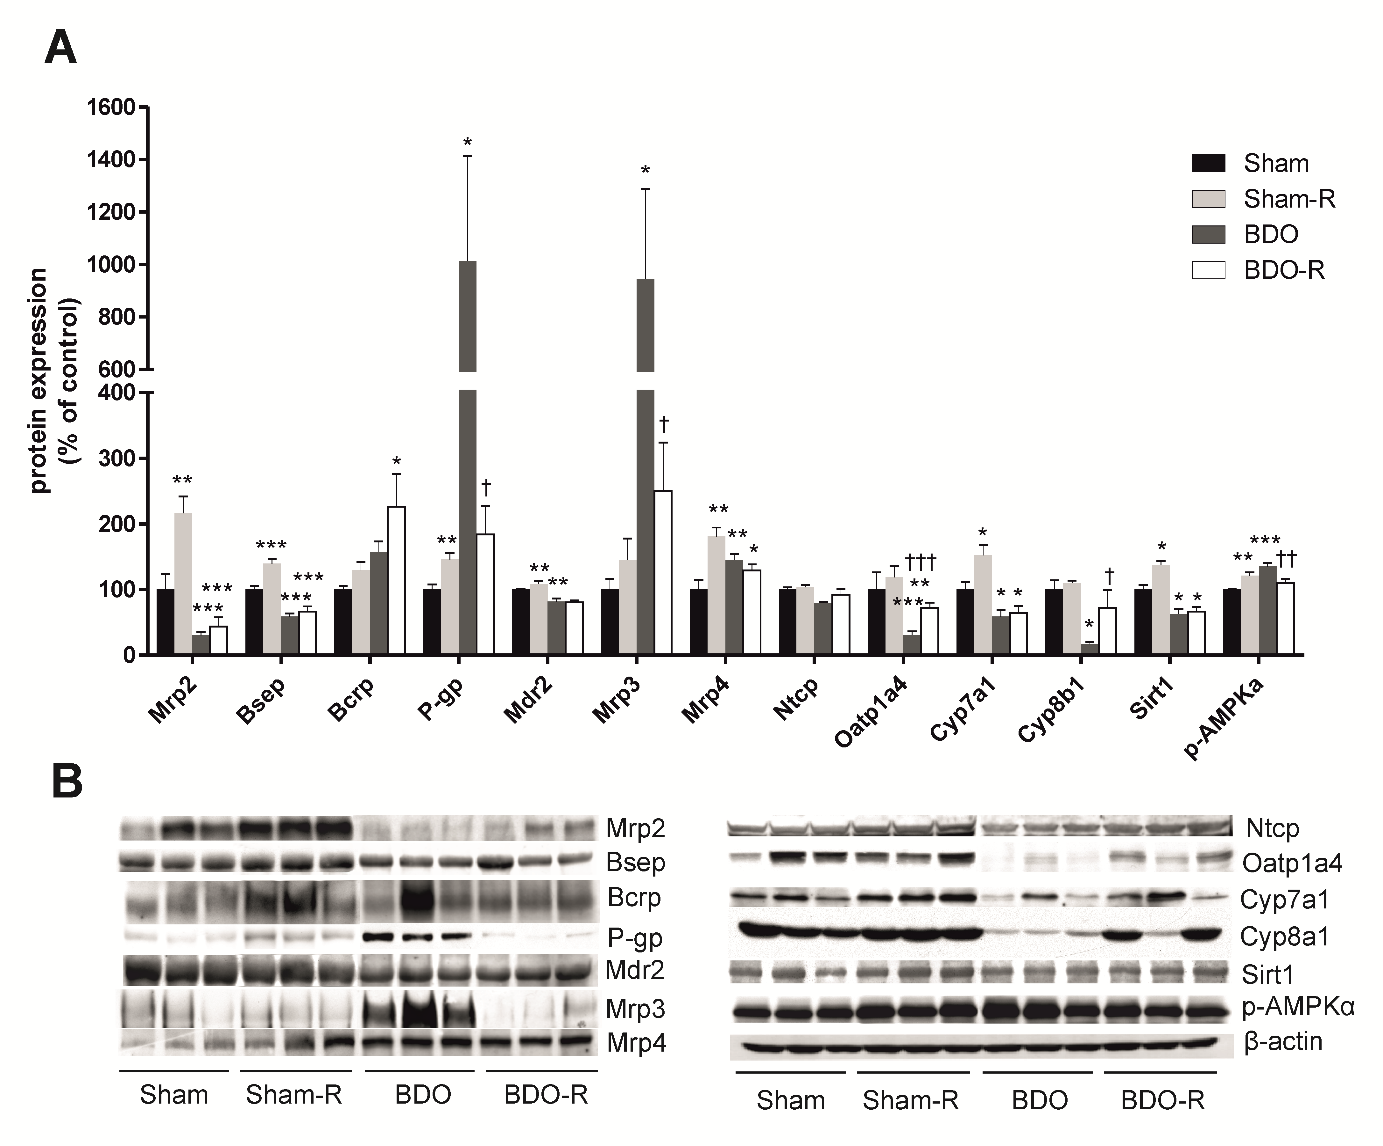 A
protein expression
(% of control)
1600
1400
1200
1000
800
600
400
300
200
100
0
Sham
Sham-R
BDO
BDO-R
** *** *** *** *** *** * ** * † ** ** * † ** ** * *** ** ††† * * * * † * * * ** *** ††
Mrp2 Bsep Bcrp P-gp Mdr2 Mrp3 Mrp4 Ntcp Oatp1a4 Cyp7a1 Cyp8b1 Sirt1 p-AMPKa
B
Mrp2
Bsep
Bcrp
P-gp
Mdr2
Mrp3
Mrp4
Sham Sham-R BDO BDO-R
Ntcp
Oatp1a4
Cyp7a1
Cyp8a1
Sirt1
p-AMPKα
β-actin
Sham Sham-R BDO BDO-R